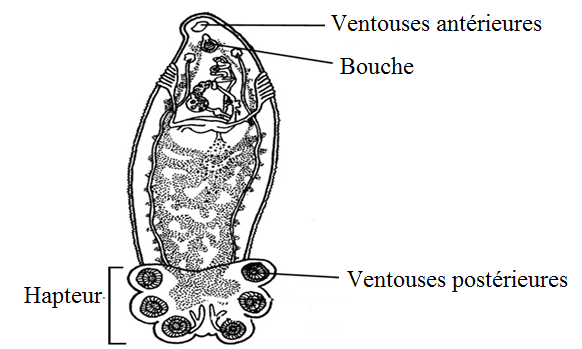 Ventouses antérieures
Bouche
Ventouses postérieures
Hapteur